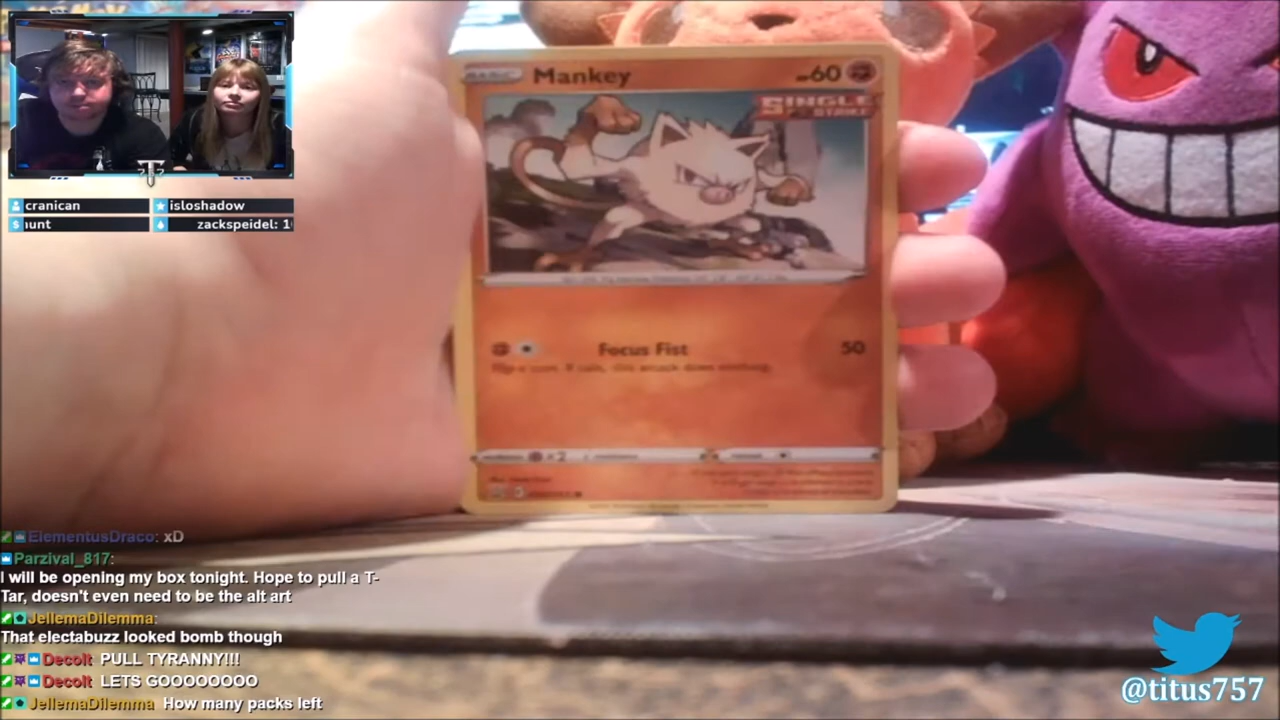 BASIC Mankey 60
SINGLE STRIKE
cranican
isloshadow
zackspeidel: 1
Focus Fist 50
×2
ElementusDraco: xD
Parzival_817:
I will be opening my box tonight. Hope to pull a T-
Tar, doesn't even need to be the alt art
JellemaDilemma:
That electabuzz looked bomb though
Decolt PULL TYRANNY!!!
Decolt LETS GOOOOOOOO
JellemaDilemma How many packs left
@titus757